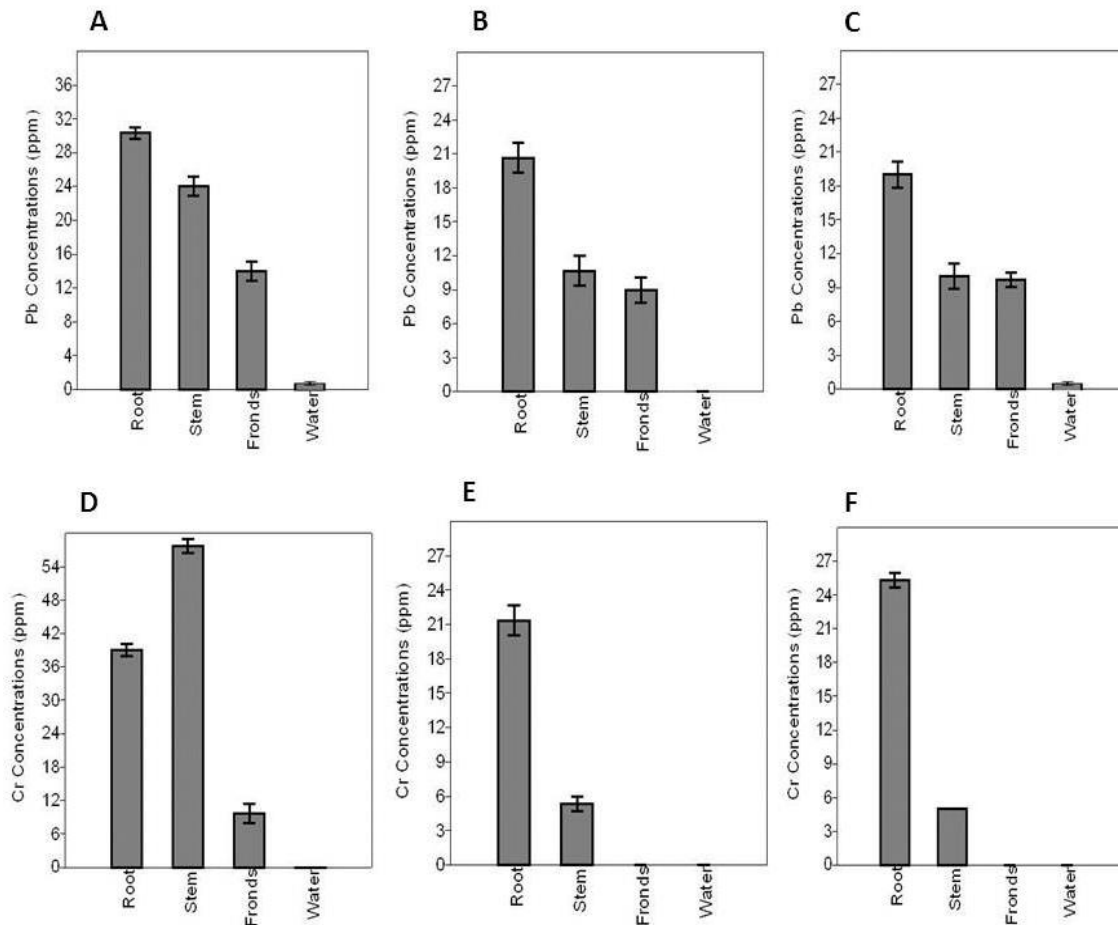 A
Pb Concentrations (ppm)
36
32
28
24
20
16
12
8
4
0
Root
Stem
Fronds
Water
B
Pb Concentrations (ppm)
27
24
21
18
15
12
9
6
3
0
Root
Stem
Fronds
Water
C
Pb Concentrations (ppm)
27
24
21
18
15
12
9
6
3
0
Root
Stem
Fronds
Water
D
Cr Concentrations (ppm)
54
48
42
36
30
24
18
12
6
0
Root
Stem
Fronds
Water
E
Cr Concentrations (ppm)
27
24
21
18
15
12
9
6
3
0
Root
Stem
Fronds
Water
F
Cr Concentrations (ppm)
27
24
21
18
15
12
9
6
3
0
Root
Stem
Fronds
Water